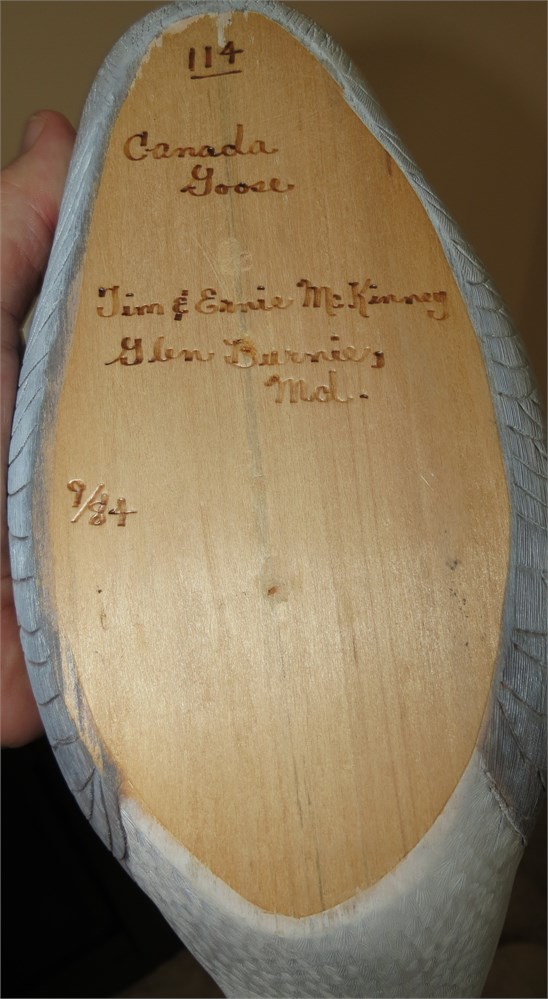 114
Canada
Goose
Jim & Ernie McKinney
Glen Burnie,
Md.
9/84